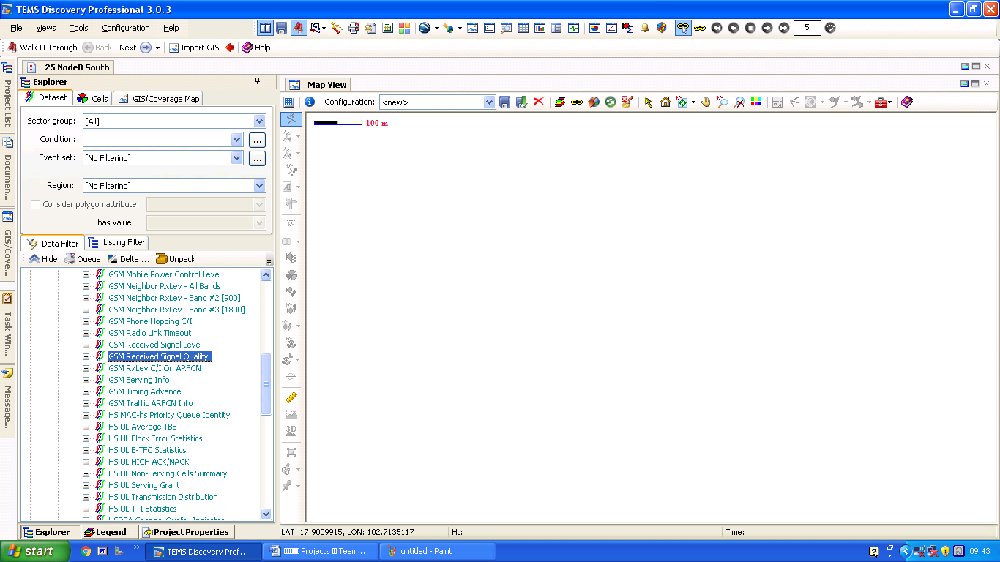 TEMS Discovery Professional 3.0.3
File Views Tools Configuration Help 5
Walk-U-Through Back Next Import GIS Help
25 NodeB South
Explorer
Dataset Cells GIS/Coverage Map
Sector group: [All]
Condition: ...
Event set: [No Filtering] ...
Region: [No Filtering]
Consider polygon attribute:
has value
Data Filter Listing Filter
Hide Queue Delta ... Unpack
GSM Mobile Power Control Level
GSM Neighbor RxLev - All Bands
GSM Neighbor RxLev - Band #2 [900]
GSM Neighbor RxLev - Band #3 [1800]
GSM Phone Hopping C/I
GSM Radio Link Timeout
GSM Received Signal Level
GSM Received Signal Quality
GSM RxLev C/I On ARFCN
GSM Serving Info
GSM Timing Advance
GSM Traffic ARFCN Info
HS MAC-hs Priority Queue Identity
HS UL Average TBS
HS UL Block Error Statistics
HS UL E-TFC Statistics
HS UL HICH ACK/NACK
HS UL Non-Serving Cells Summary
HS UL Serving Grant
HS UL Transmission Distribution
HS UL TTI Statistics
HSDPA Channel Quality Indicator
Explorer Legend Project Properties
Project List
Documen...
GIS/Cove...
Task Win...
Message...
Map View
Configuration: <new>
100 m
3D
LAT: 17.9009915, LON: 102.7135117 Ht: Time:
start TEMS Discovery Prof... Projects Team ... untitled - Paint 09:43